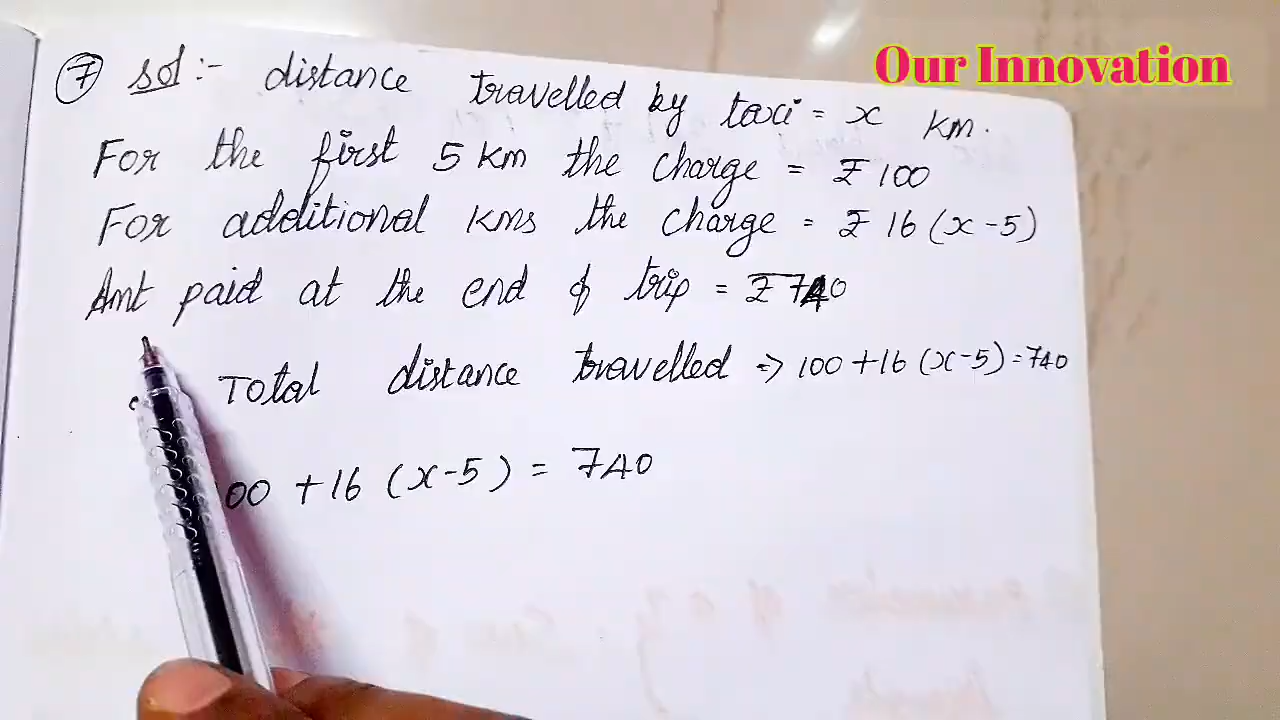 Our Innovation
7 Sol :- distance travelled by taxi = x km.
For the first 5 km the charge = ₹ 100
For additional kms the charge = ₹ 16 (x-5)
Amt paid at the end of trip = ₹ 740
Total distance travelled => 100 + 16 (x-5) = 740
00 + 16 (x-5) = 740